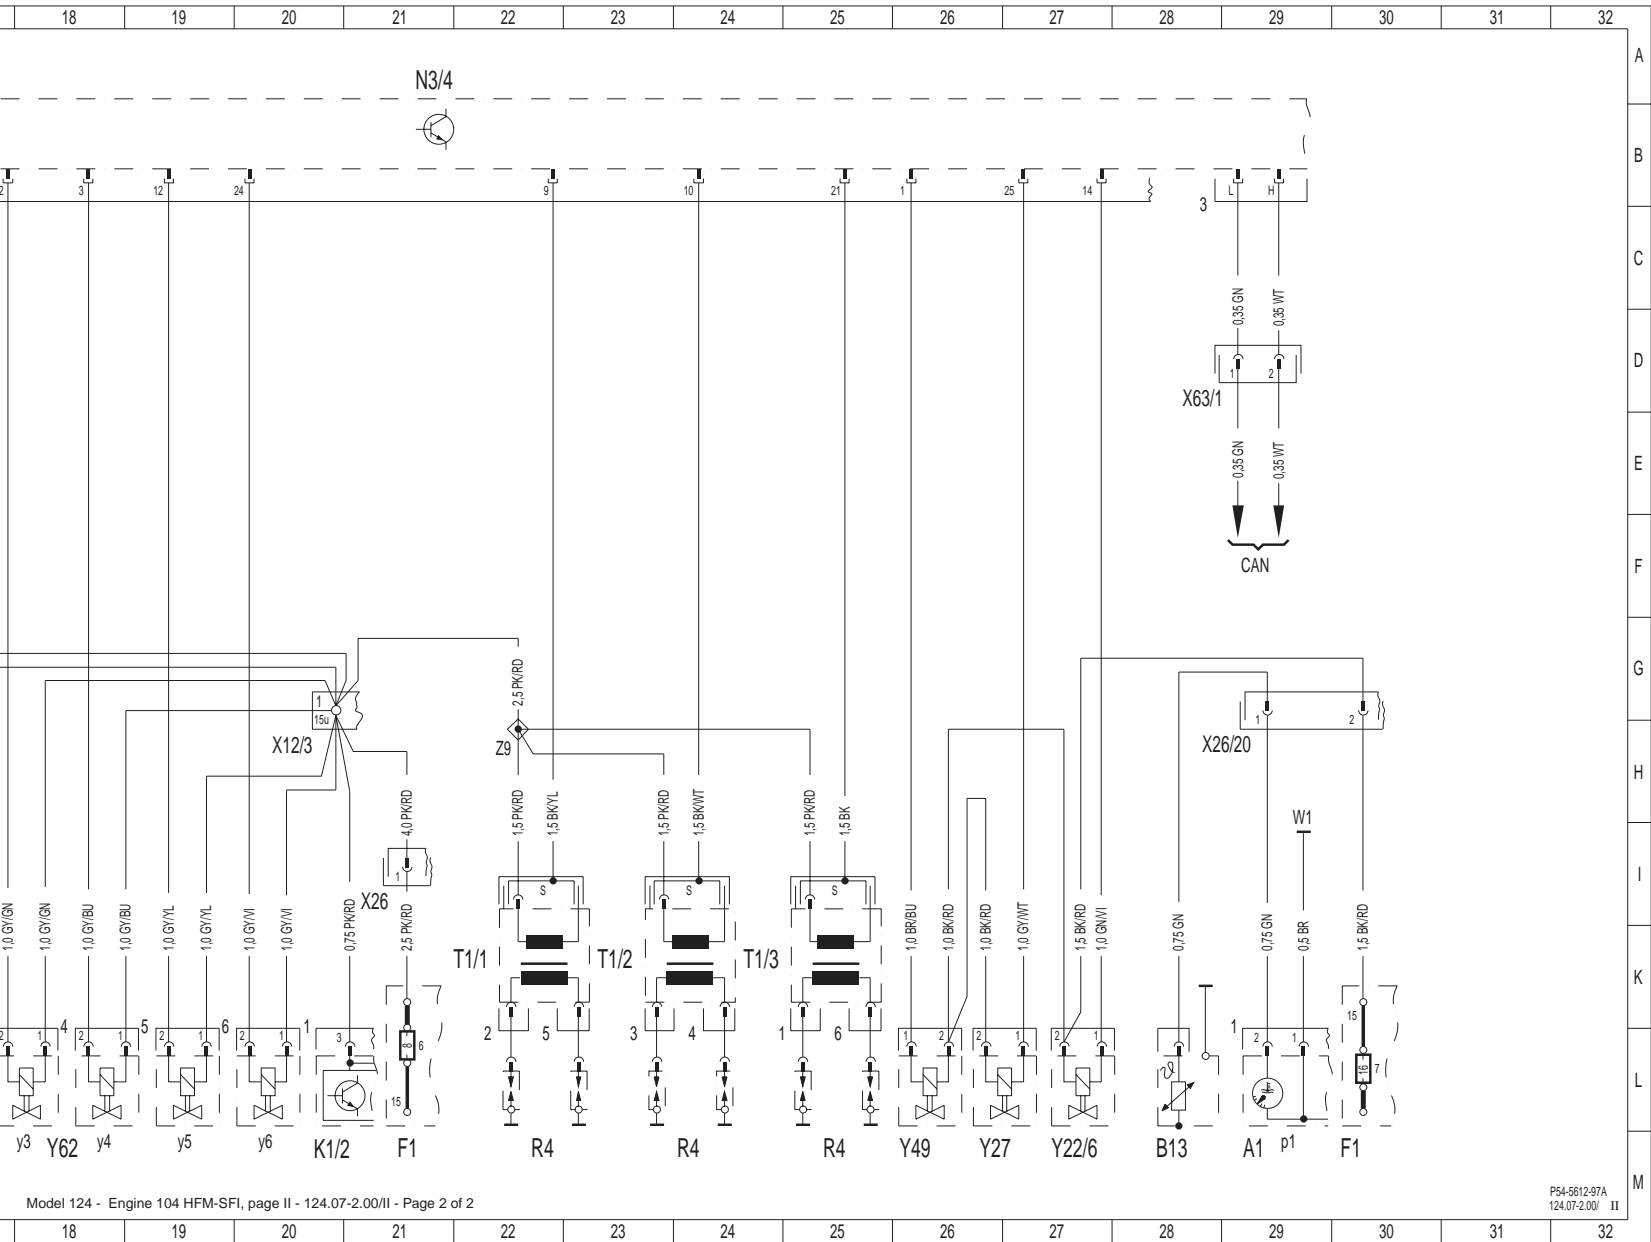 18 19 20 21 22 23 24 25 26 27 28 29 30 31 32
A
N3/4
B
2 3 12 24 9 10 21 1 25 14 L H
3
C
0,35 GN 0,35 WT
D
1 2
X63/1
E
0,35 GN 0,35 WT
F
CAN
G
2,5 PK/RD
1
15u
1 2
X12/3
Z9
X26/20
H
4,0 PK/RD 1,5 PK/RD 1,5 BK/YL 1,5 PK/RD 1,5 BK/WT 1,5 PK/RD 1,5 BK
W1
I
1
X26
S S S
1,0 GY/GN 1,0 GY/GN 1,0 GY/BU 1,0 GY/BU 1,0 GY/YL 1,0 GY/YL 1,0 GY/VI 1,0 GY/VI 0,75 PK/RD 2,5 PK/RD 1,0 BR/BU 1,0 BK/RD 1,0 BK/RD 1,0 GY/WT 1,5 BK/RD 1,0 GN/VI 0,75 GN 0,75 GN 0,5 BR 1,5 BK/RD
T1/1 T1/2 T1/3
K
15
4 5 6 1 2 5 3 4 1 6 1
2 1 2 1 2 1 2 1 3 1 2 2 1 2 1 2 1
8 6
16 7
L
15
y3 Y62 y4 y5 y6 K1/2 F1 R4 R4 R4 Y49 Y27 Y22/6 B13 A1 p1 F1
M
Model 124 - Engine 104 HFM-SFI, page II - 124.07-2.00/II - Page 2 of 2
P54-5612-97A
124.07-2.00/ II
18 19 20 21 22 23 24 25 26 27 28 29 30 31 32